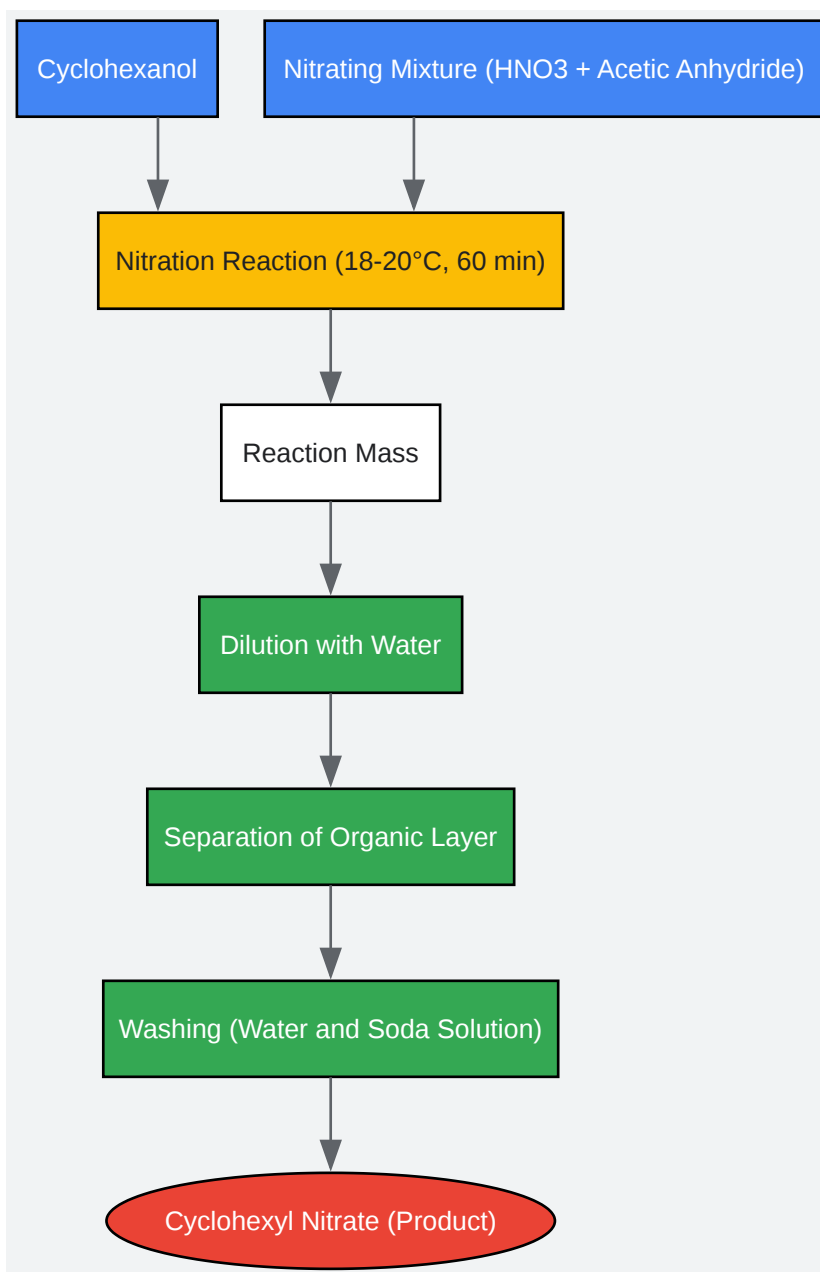 Cyclohexanol
Nitrating Mixture (HNO3 + Acetic Anhydride)
Nitration Reaction (18-20°C, 60 min)
Reaction Mass
Dilution with Water
Separation of Organic Layer
Washing (Water and Soda Solution)
Cyclohexyl Nitrate (Product)